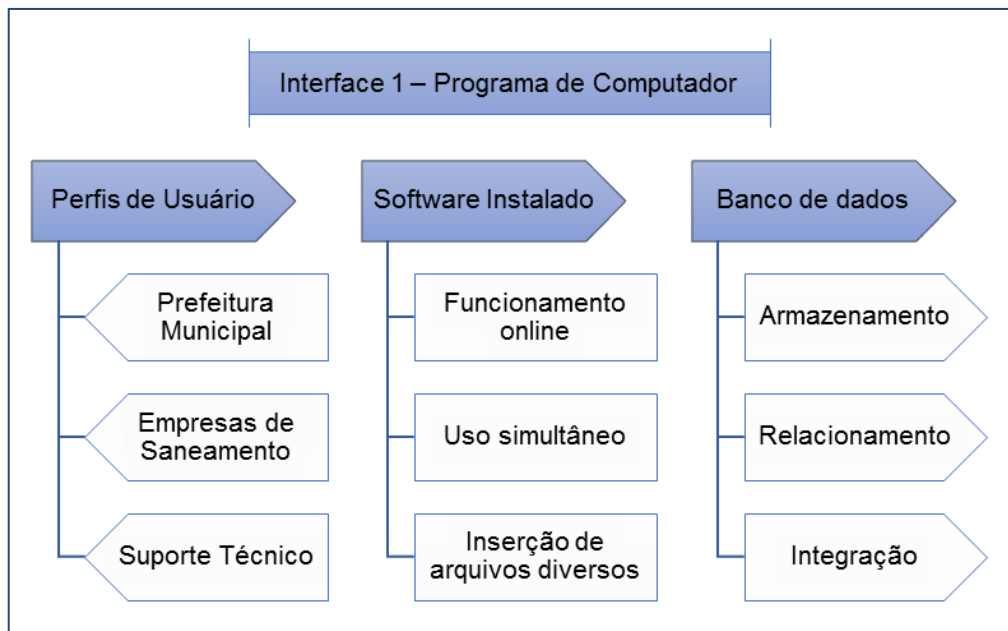 Interface 1 – Programa de Computador
Perfis de Usuário
Prefeitura
Municipal
Empresas de
Saneamento
Suporte Técnico
Software Instalado
Funcionamento
online
Uso simultâneo
Inserção de
arquivos diversos
Banco de dados
Armazenamento
Relacionamento
Integração